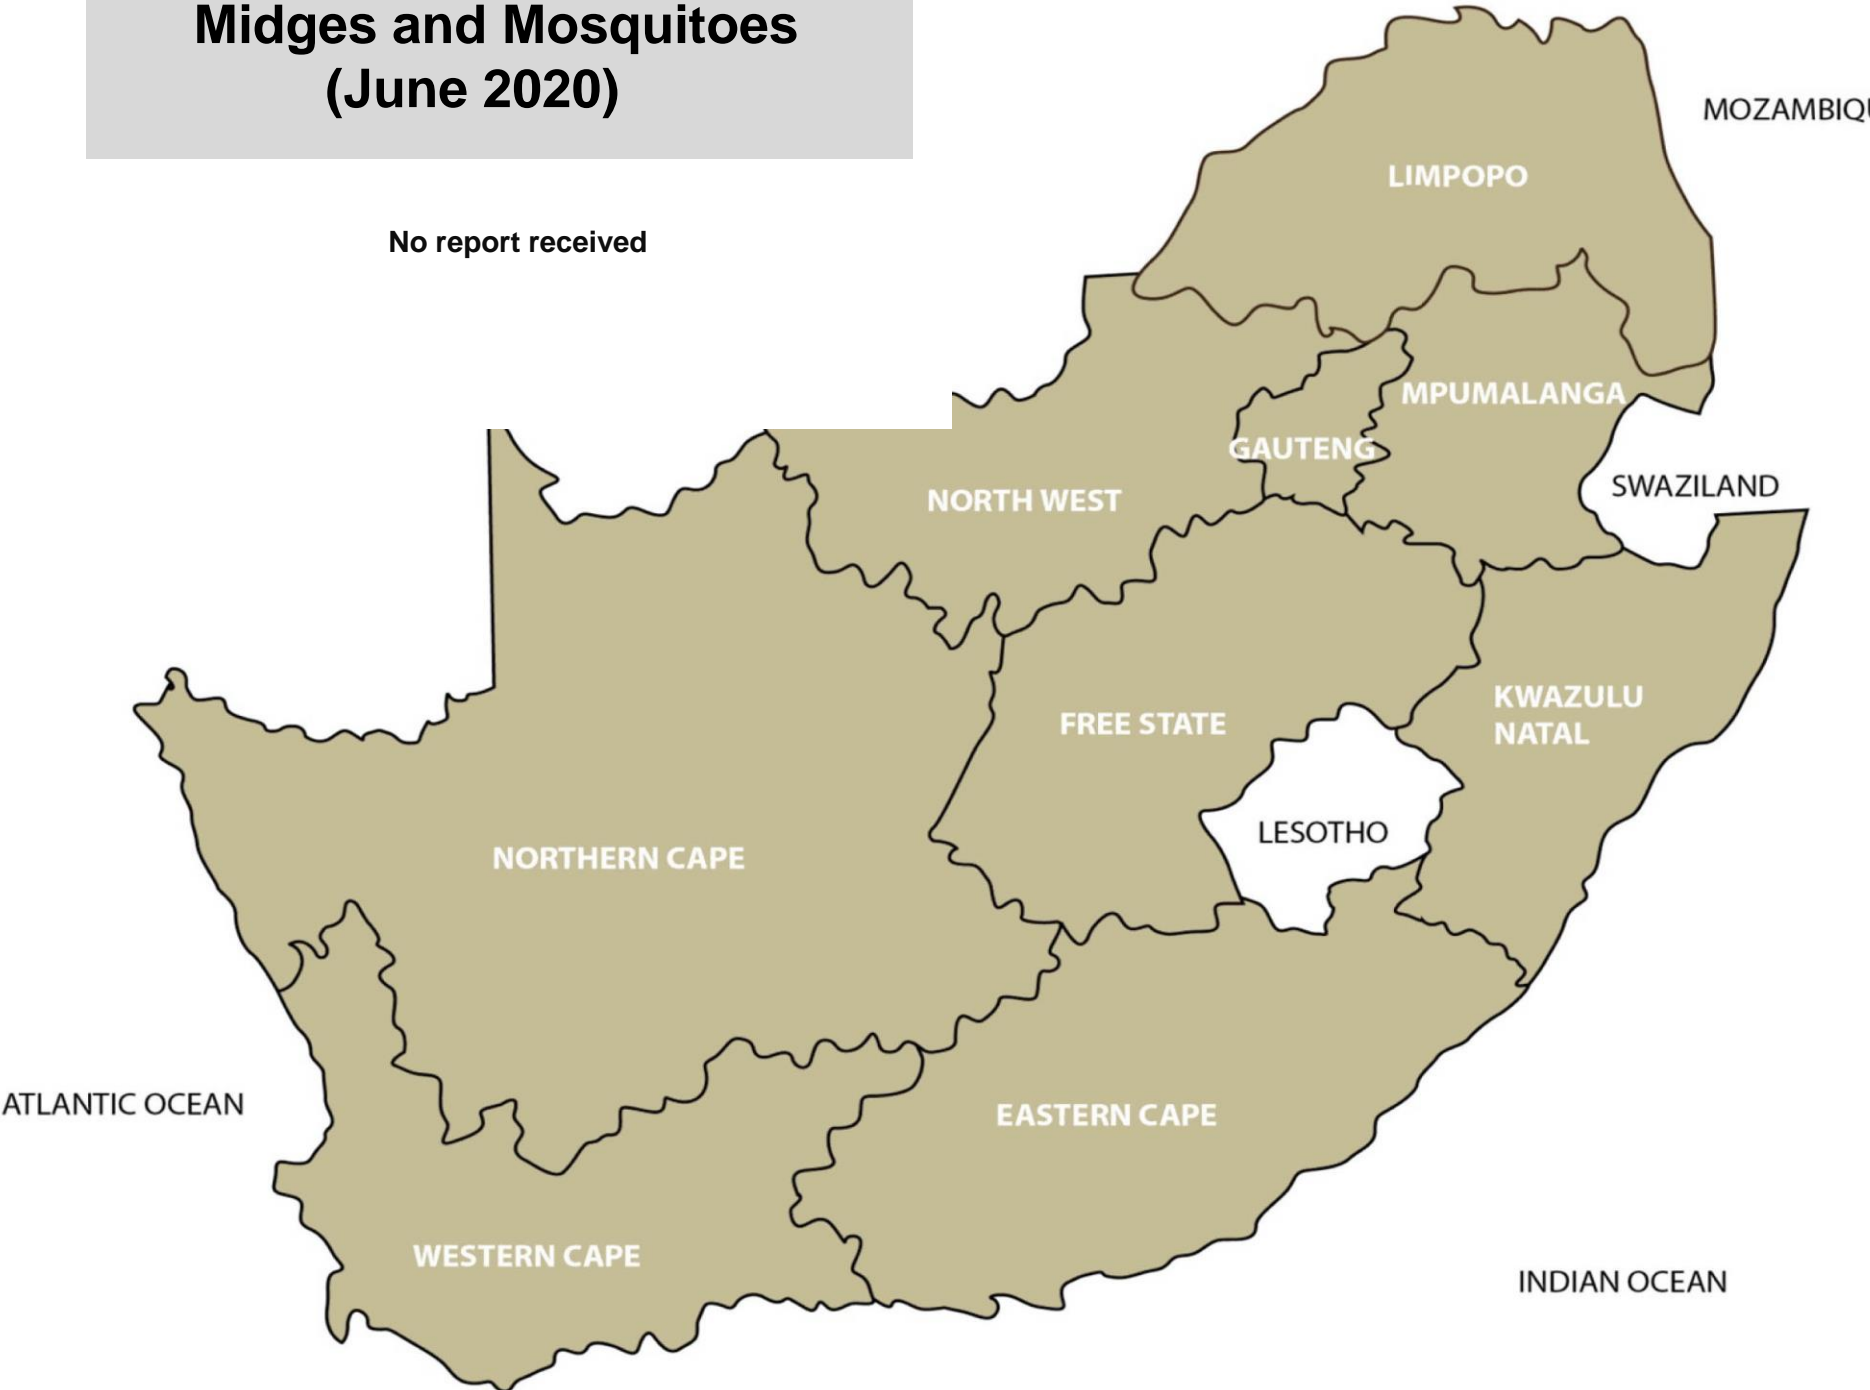 Midges and Mosquitoes
(June 2020)
No report received
MOZAMBIQU
LIMPOPO
MPUMALANGA
GAUTENG
SWAZILAND
NORTH WEST
KWAZULU
NATAL
FREE STATE
LESOTHO
NORTHERN CAPE
ATLANTIC OCEAN
EASTERN CAPE
WESTERN CAPE
INDIAN OCEAN